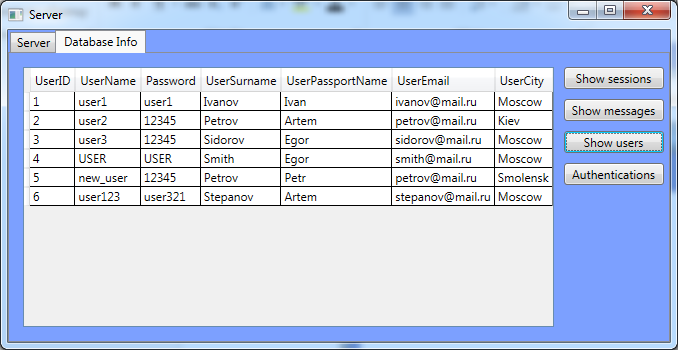 Server
Server Database Info
UserID UserName Password UserSurname UserPassportName UserEmail UserCity
1 user1 user1 Ivanov Ivan ivanov@mail.ru Moscow
2 user2 12345 Petrov Artem petrov@mail.ru Kiev
3 user3 12345 Sidorov Egor sidorov@mail.ru Moscow
4 USER USER Smith Egor smith@mail.ru Moscow
5 new_user 12345 Petrov Petr petrov@mail.ru Smolensk
6 user123 user321 Stepanov Artem stepanov@mail.ru Moscow
Show sessions
Show messages
Show users
Authentications